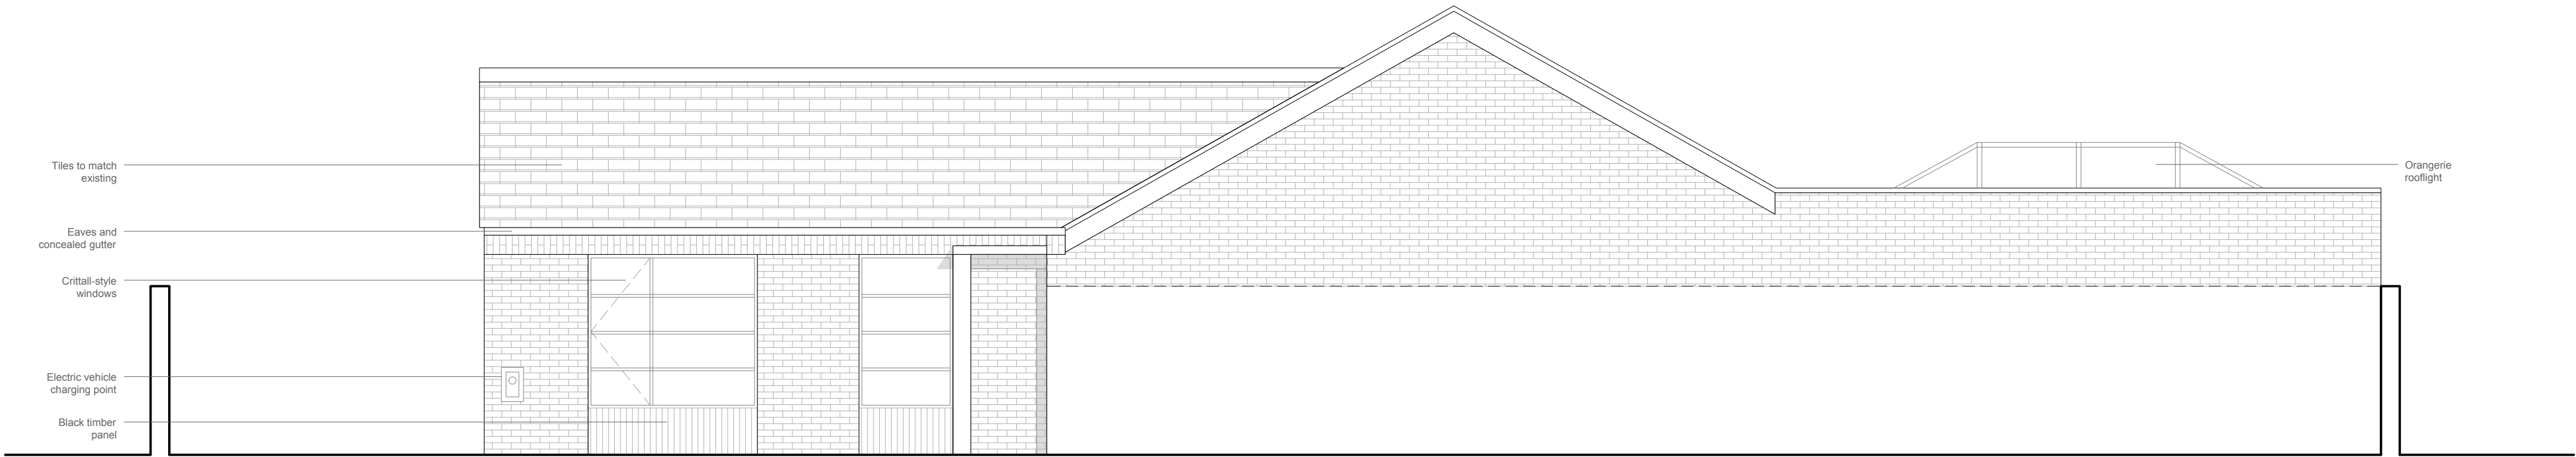 Tiles to match
existing
Eaves and
concealed gutter
Crittall-style
windows
Electric vehicle
charging point
Black timber
panel
Orangerie
rooflight